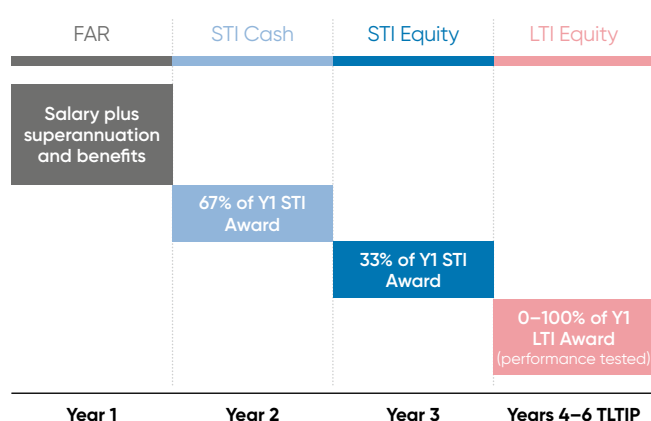 FAR
STI Cash
STI Equity
LTI Equity
Salary plus
superannuation
and benefits
67% of Y1 STI
Award
33% of Y1 STI
Award
0–100% of Y1
LTI Award
(performance tested)
Year 1
Year 2
Year 3
Years 4–6 TLTIP